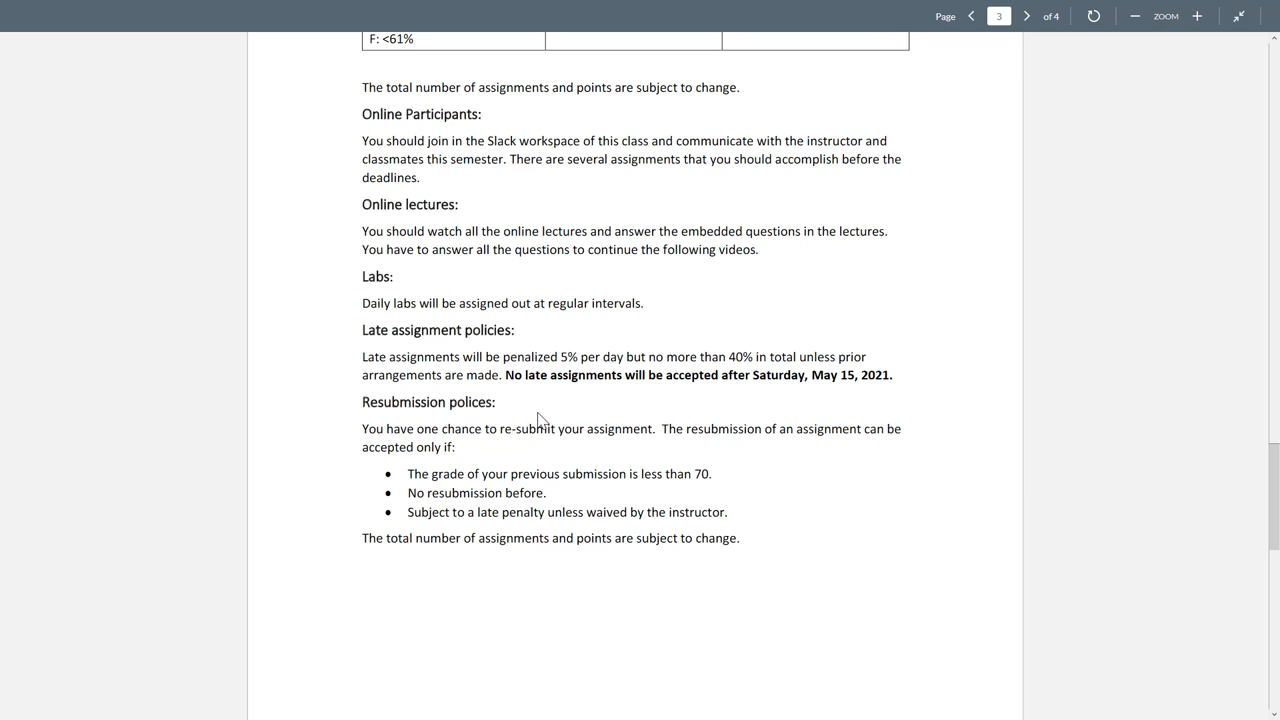 Page 3 of 4 ZOOM
F: <61%
The total number of assignments and points are subject to change.
Online Participants:
You should join in the Slack workspace of this class and communicate with the instructor and
classmates this semester. There are several assignments that you should accomplish before the
deadlines.
Online lectures:
You should watch all the online lectures and answer the embedded questions in the lectures.
You have to answer all the questions to continue the following videos.
Labs:
Daily labs will be assigned out at regular intervals.
Late assignment policies:
Late assignments will be penalized 5% per day but no more than 40% in total unless prior
arrangements are made. No late assignments will be accepted after Saturday, May 15, 2021.
Resubmission polices:
You have one chance to re-submit your assignment.  The resubmission of an assignment can be
accepted only if:
• The grade of your previous submission is less than 70.
• No resubmission before.
• Subject to a late penalty unless waived by the instructor.
The total number of assignments and points are subject to change.